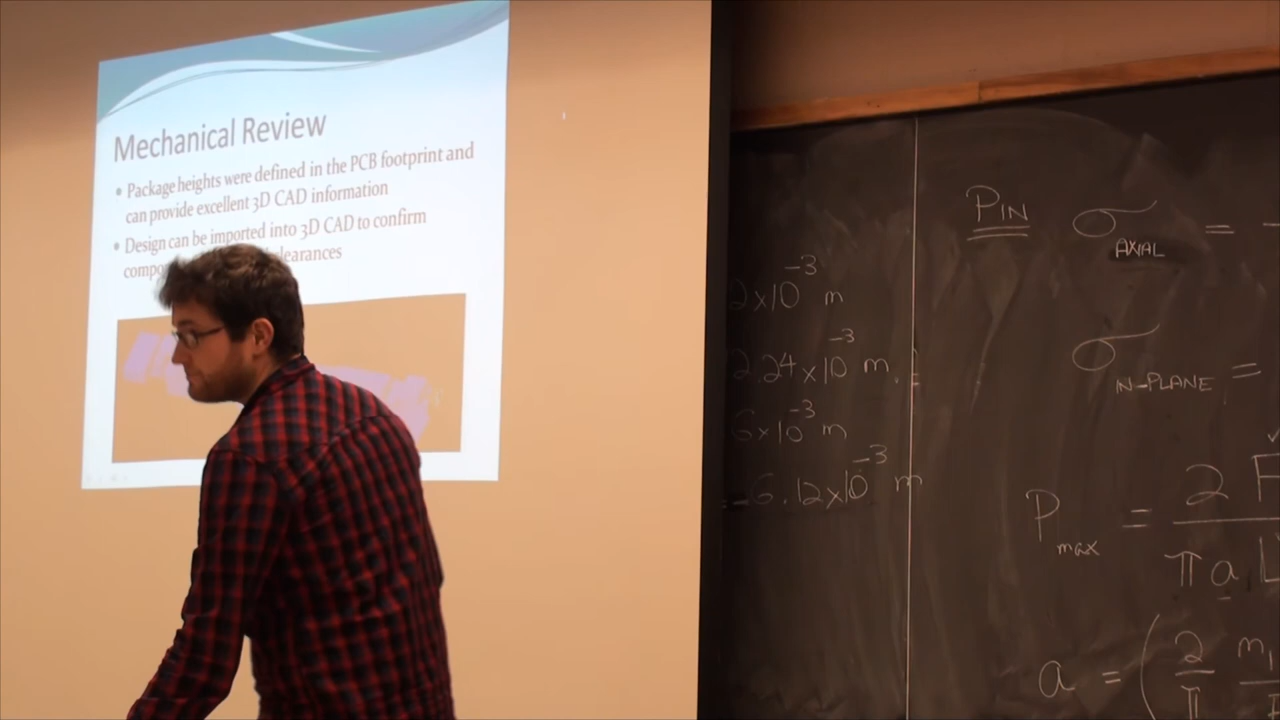 Mechanical Review
• Package heights were defined in the PCB footprint and
can provide excellent 3D CAD information
• Design can be imported into 3D CAD to confirm
clearances
2x10⁻³ m
2.24x10⁻³ m
6x10⁻³ m
6.12x10⁻³ m
PIN σ AXIAL =
σ IN-PLANE =
P max = 2 F
π a L
a = ( 2 m₁
π